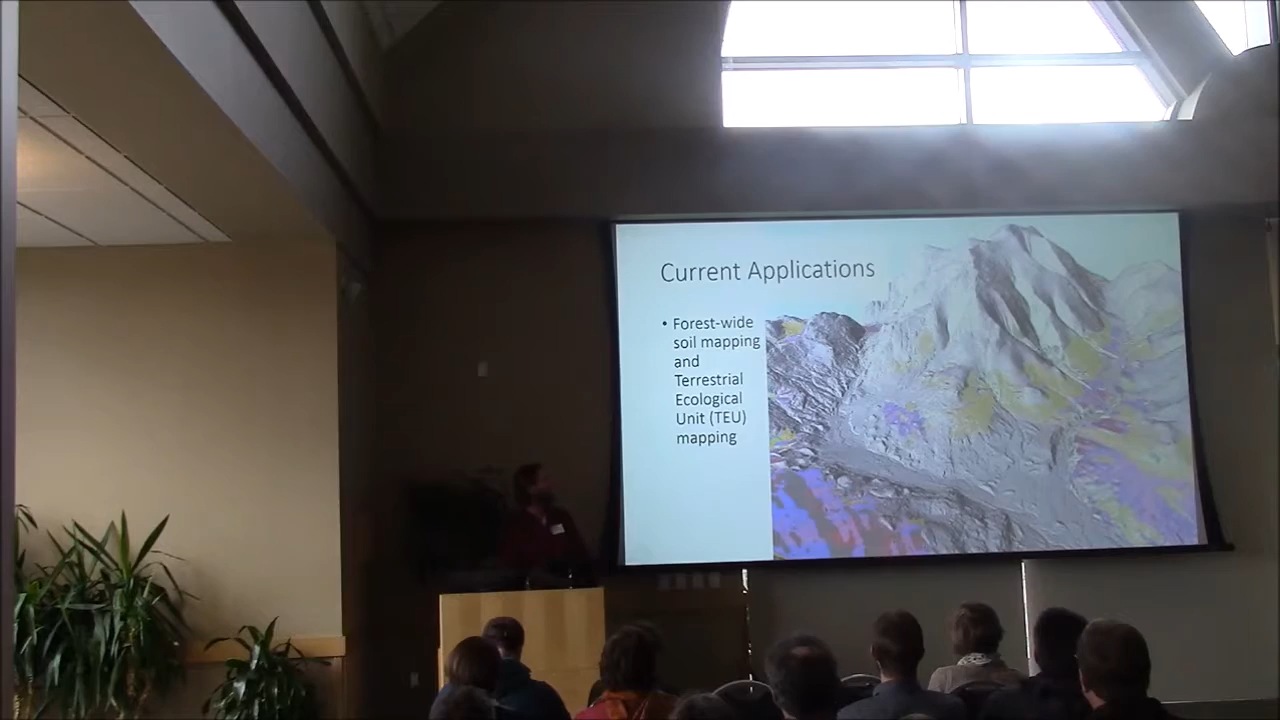 Current Applications
• Forest-wide
soil mapping
and
Terrestrial
Ecological
Unit (TEU)
mapping